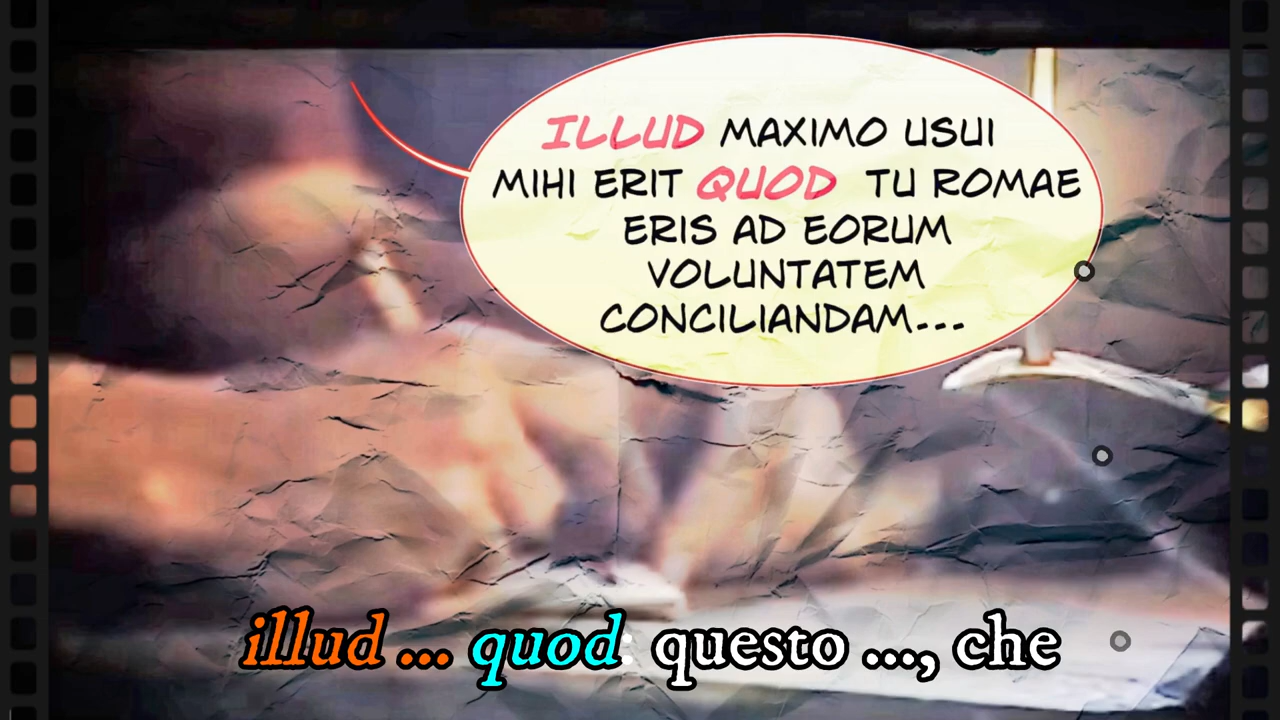 ILLUD MAXIMO USUI
MIHI ERIT QUOD TU ROMAE
ERIS AD EORUM
VOLUNTATEM
CONCILIANDAM...
illud ... quod: questo ..., che